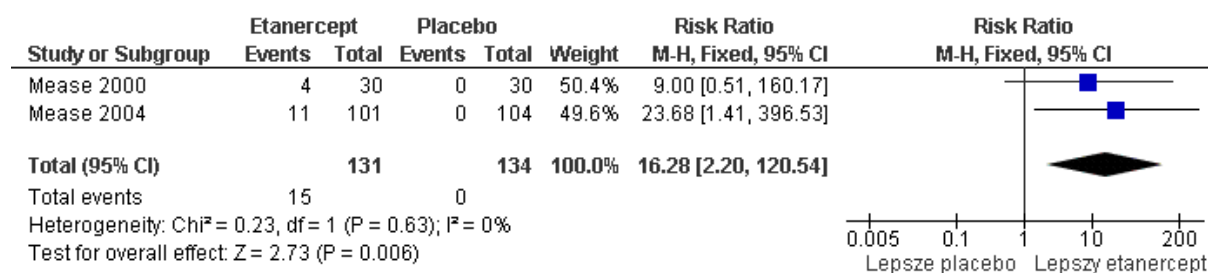 Etanercept Placebo Risk Ratio Risk Ratio
Study or Subgroup Events Total Events Total Weight M-H, Fixed, 95% CI M-H, Fixed, 95% CI
Mease 2000 4 30 0 30 50.4% 9.00 [0.51, 160.17]
Mease 2004 11 101 0 104 49.6% 23.68 [1.41, 396.53]
Total (95% CI) 131 134 100.0% 16.28 [2.20, 120.54]
Total events 15 0
Heterogeneity: Chi² = 0.23, df = 1 (P = 0.63); I² = 0%
Test for overall effect: Z = 2.73 (P = 0.006)
0.005 0.1 1 10 200
Lepsze placebo Lepszy etanercept